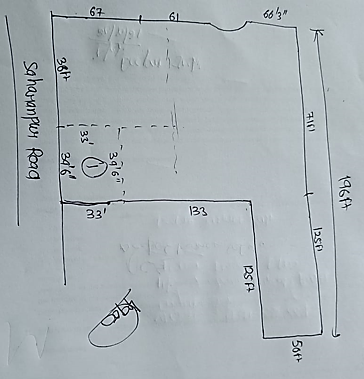 67
61
66'3"
38ft
71ft
33'
39'6"
39'6"
1
196ft
Saharanpur Road
33'
133
125ft
125ft
50ft